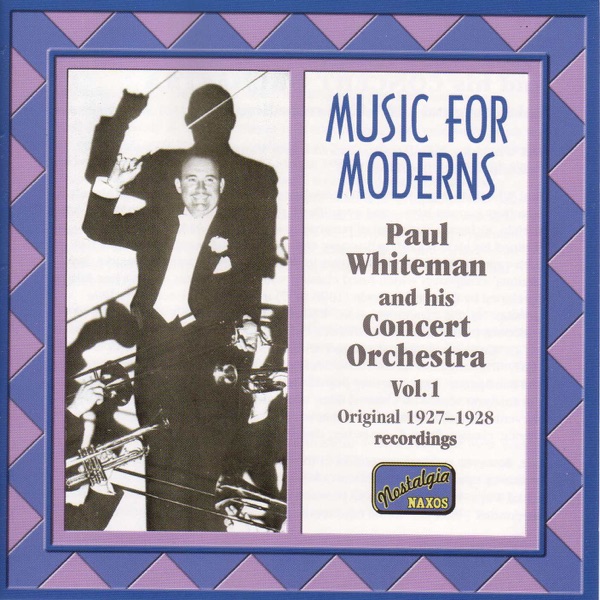 MUSIC FOR
MODERNS
Paul
Whiteman
and his
Concert
Orchestra
Vol. 1
Original 1927–1928
recordings
Nostalgia
NAXOS